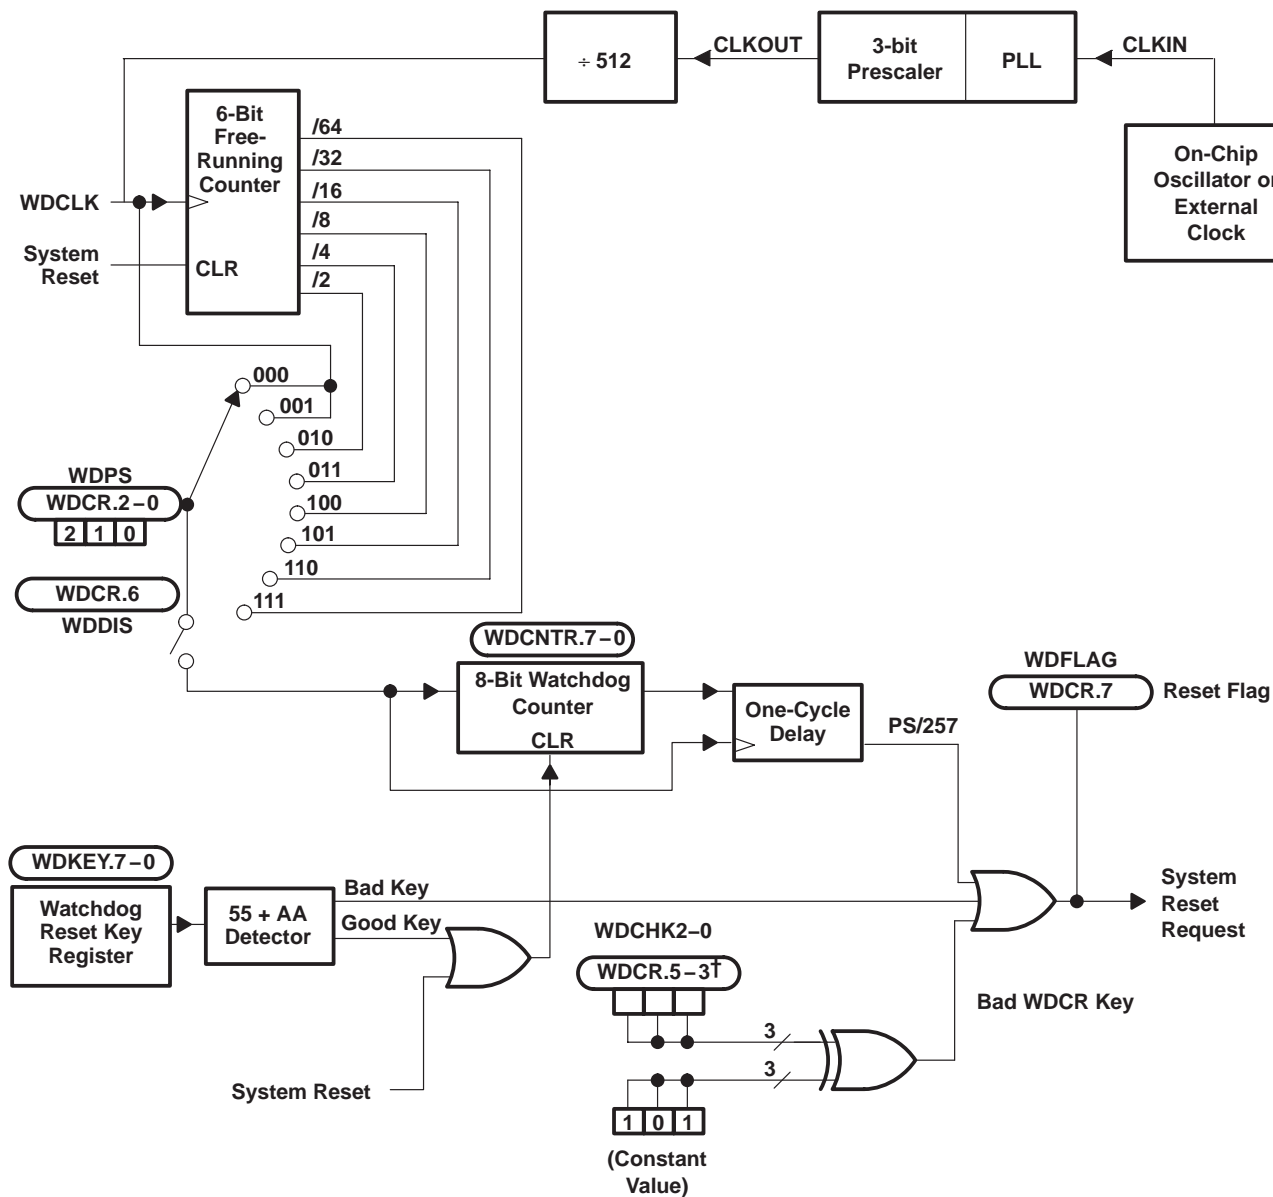 ÷ 512
CLKOUT
3-bit
Prescaler
PLL
CLKIN
On-Chip
Oscillator or
External
Clock
6-Bit
Free-
Running
Counter
/64
/32
/16
/8
/4
/2
WDCLK
System
Reset
CLR
000
001
010
011
100
101
110
111
WDPS
WDCR.2–0
2 1 0
WDCR.6
WDDIS
WDCNTR.7–0
8-Bit Watchdog
Counter
CLR
One-Cycle
Delay
PS/257
WDFLAG
WDCR.7
Reset Flag
WDKEY.7–0
Watchdog
Reset Key
Register
55 + AA
Detector
Bad Key
Good Key
System Reset
WDCHK2–0
WDCR.5–3†
3
3
1 0 1
(Constant
Value)
Bad WDCR Key
System
Reset
Request